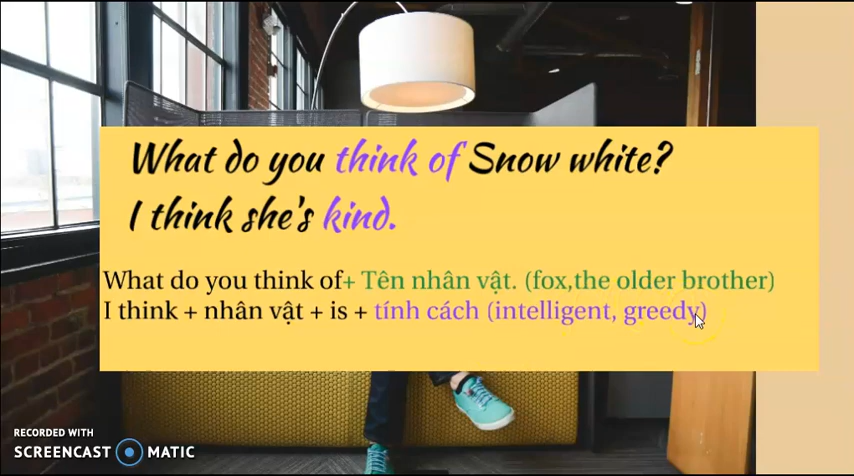 What do you think of Snow white?
I think she's kind.
What do you think of+ Tên nhân vật. (fox,the older brother)
I think + nhân vật + is + tính cách (intelligent, greedy)
RECORDED WITH
SCREENCAST MATIC